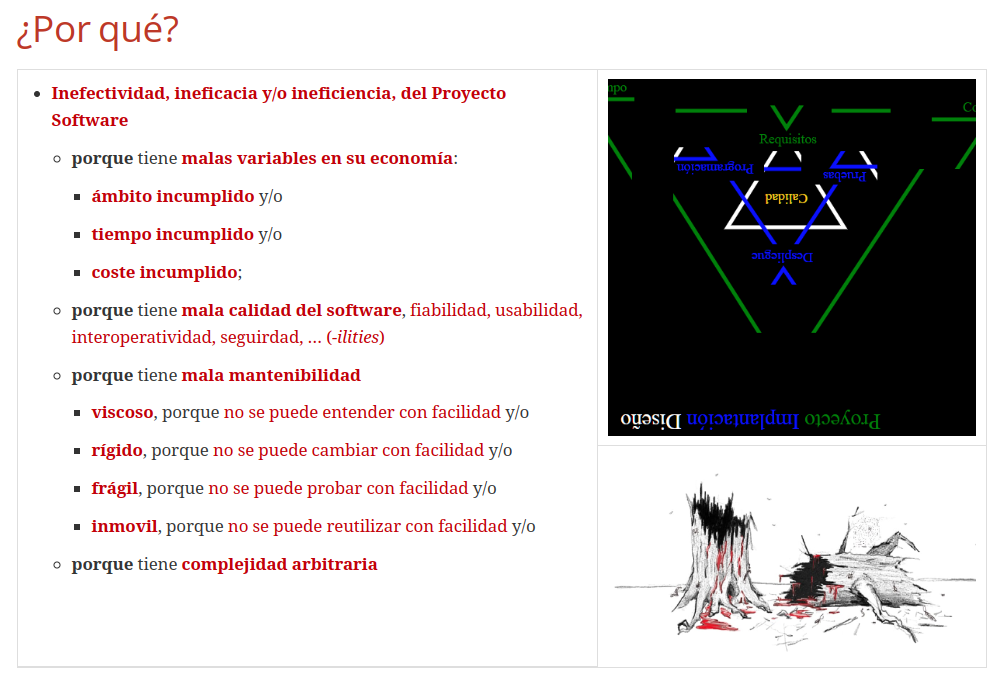 ¿Por qué?
Inefectividad, ineficacia y/o ineficiencia, del Proyecto
Software
porque tiene malas variables en su economía:
ámbito incumplido y/o
tiempo incumplido y/o
coste incumplido;
porque tiene mala calidad del software, fiabilidad, usabilidad,
interoperatividad, seguirdad, ... (-ilities)
porque tiene mala mantenibilidad
viscoso, porque no se puede entender con facilidad y/o
rígido, porque no se puede cambiar con facilidad y/o
frágil, porque no se puede probar con facilidad y/o
inmovil, porque no se puede reutilizar con facilidad y/o
porque tiene complejidad arbitraria
Requisitos
Programación
Pruebas
Calidad
Despliegue
Proyecto Implantación Diseño